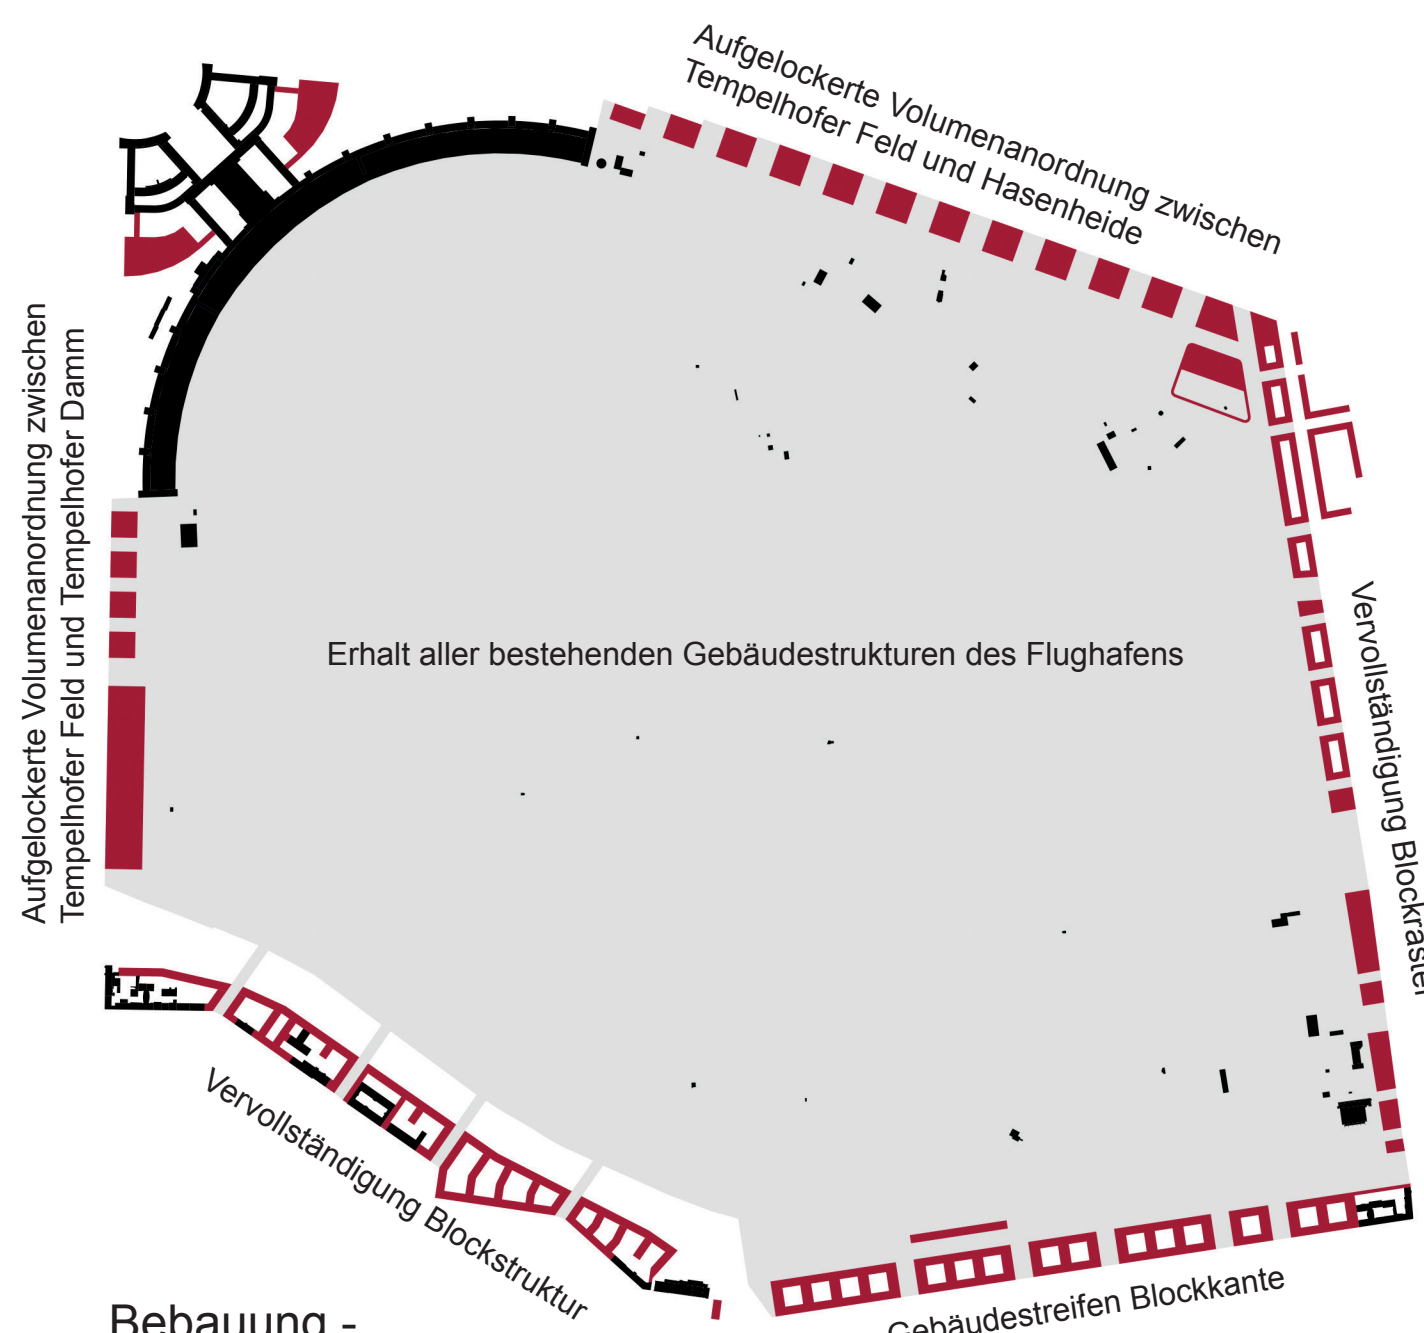 Aufgelockerte Volumenanordnung zwischen
Tempelhofer Feld und Hasenheide
Aufgelockerte Volumenanordnung zwischen
Tempelhofer Feld und Tempelhofer Damm
Erhalt aller bestehenden Gebäudestrukturen des Flughafens
Vervollständigung Blockraster
Vervollständigung Blockstruktur
Gebäudestreifen Blockkante
Bebauung -